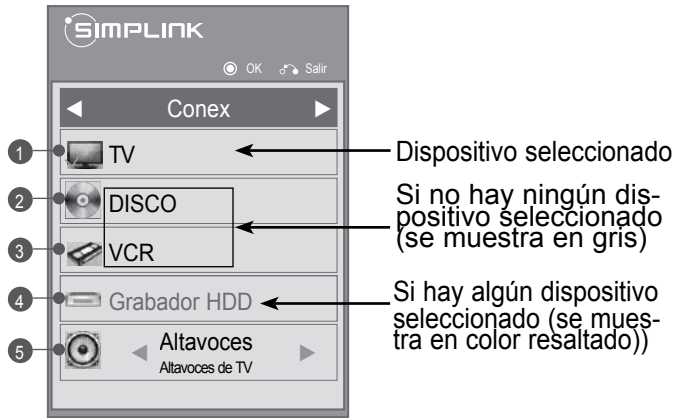 SIMPLINK
OK Salir
Conex
1 TV
2 DISCO
3 VCR
4 Grabador HDD
5 Altavoces
Altavoces de TV
Dispositivo seleccionado
Si no hay ningún dis-
positivo seleccionado
(se muestra en gris)
Si hay algún dispositivo
seleccionado (se mues-
tra en color resaltado))